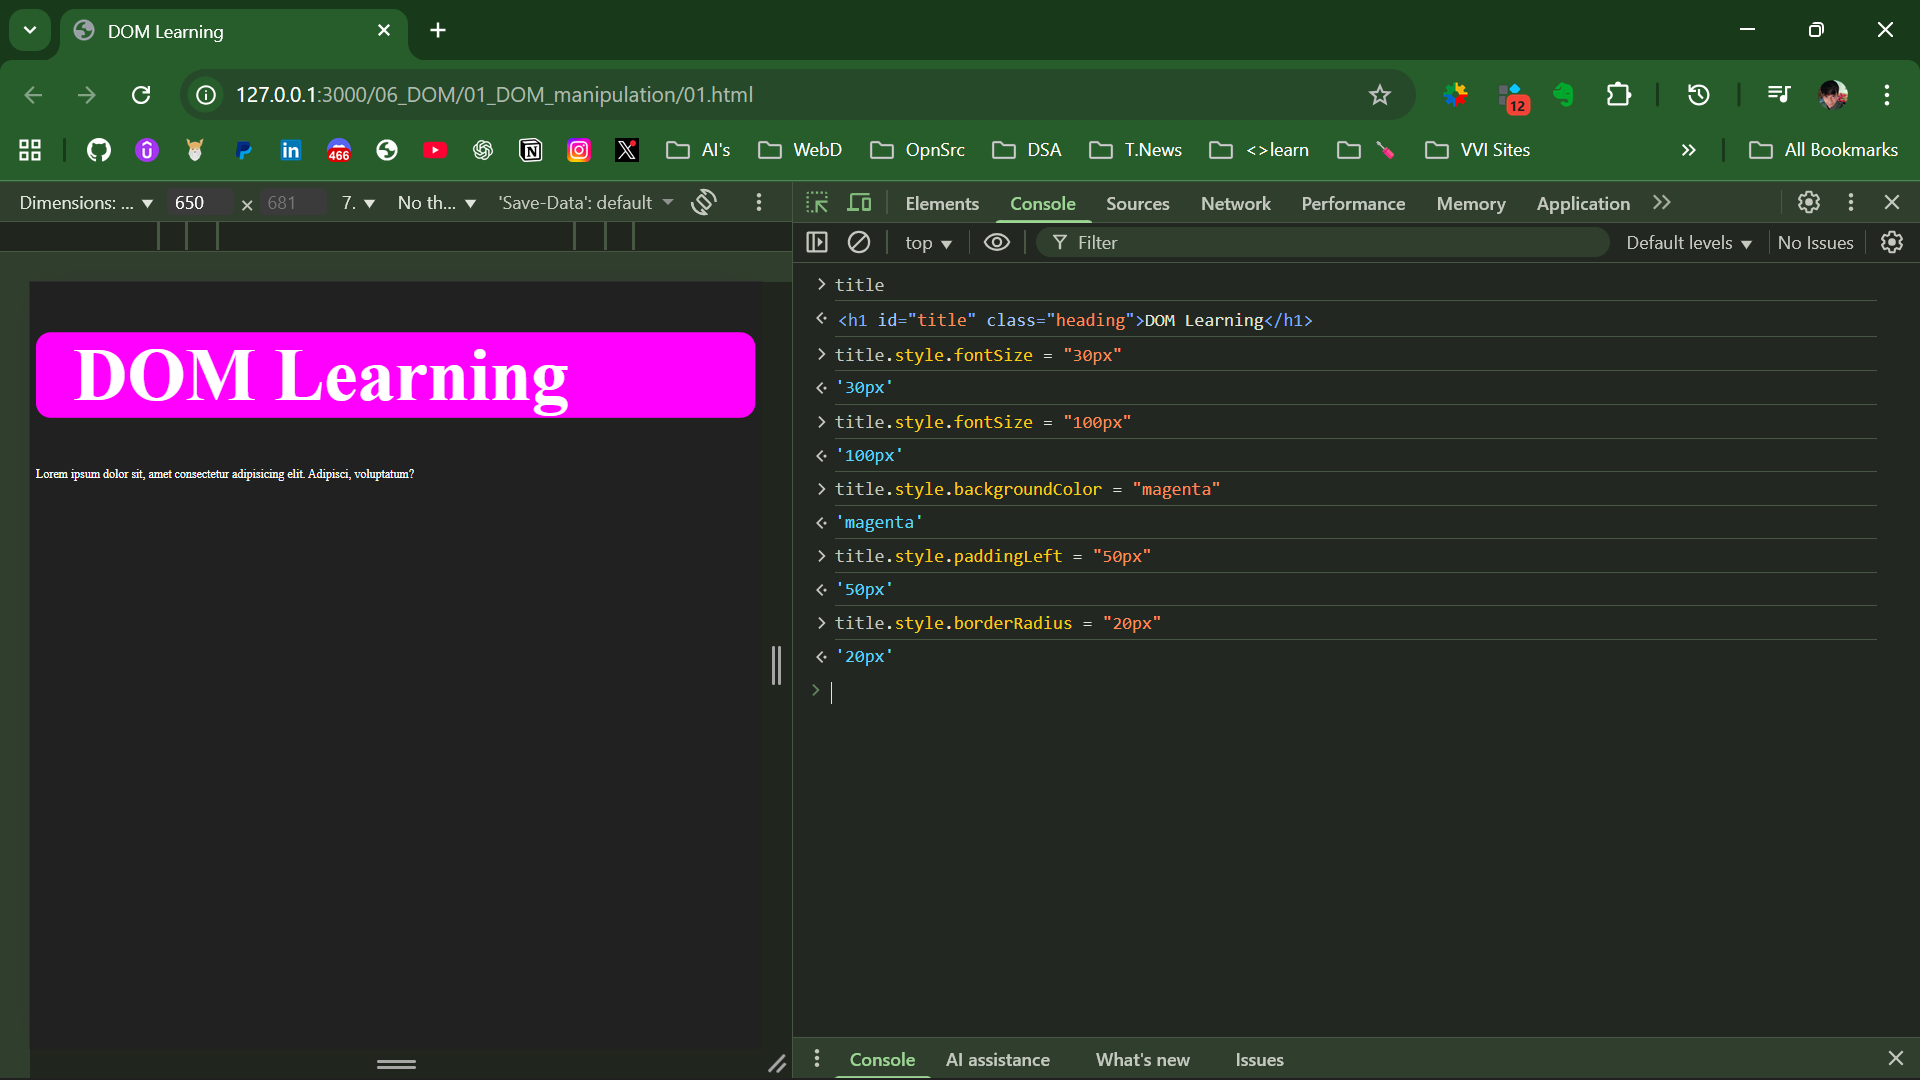 DOM Learning
127.0.0.1:3000/06_DOM/01_DOM_manipulation/01.html
12
466
AI's
WebD
OpnSrc
DSA
T.News
<>learn
VVI Sites
All Bookmarks
Dimensions: ...
650
×
681
7.
No th...
'Save-Data': default
Elements
Console
Sources
Network
Performance
Memory
Application
top
Filter
Default levels
No Issues
DOM Learning
Lorem ipsum dolor sit, amet consectetur adipisicing elit. Adipisci, voluptatum?
title
<h1 id="title" class="heading">DOM Learning</h1>
title.style.fontSize = "30px"
'30px'
title.style.fontSize = "100px"
'100px'
title.style.backgroundColor = "magenta"
'magenta'
title.style.paddingLeft = "50px"
'50px'
title.style.borderRadius = "20px"
'20px'
Console
AI assistance
What's new
Issues